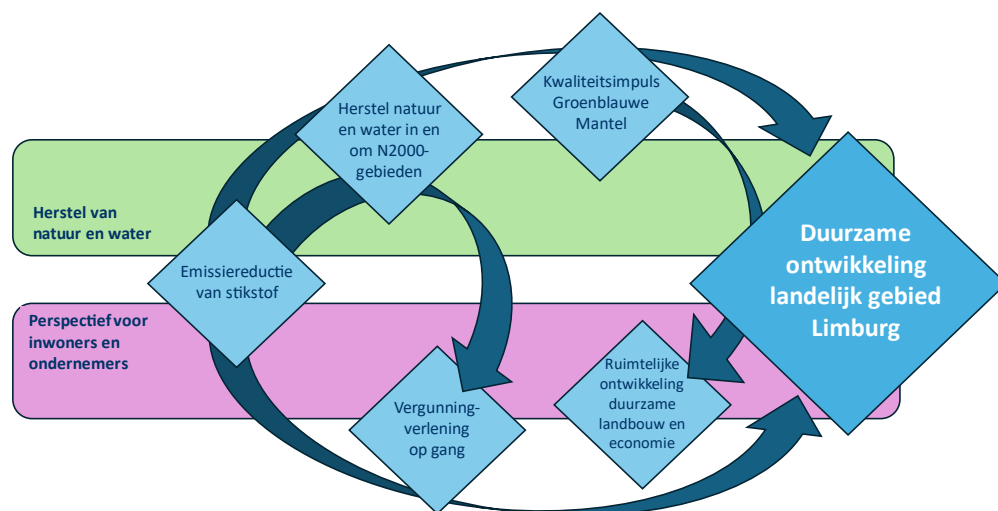 Kwaliteitsimpuls
Groenblauwe
Mantel
Herstel natuur
en water in en
om N2000-
gebieden
Herstel van
natuur en water
Emissiereductie
van stikstof
Duurzame
ontwikkeling
landelijk gebied
Limburg
Perspectief voor
inwoners en
ondernemers
Vergunning-
verlening
op gang
Ruimtelijke
ontwikkeling
duurzame
landbouw en
economie